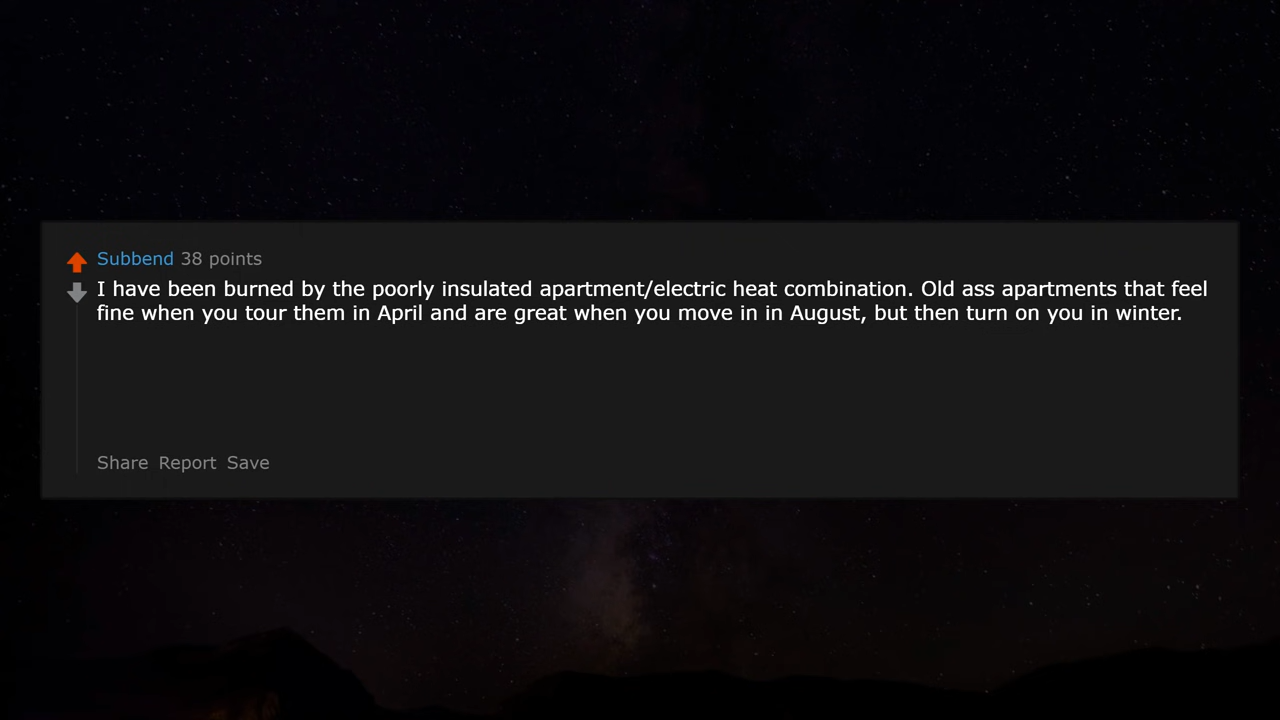 Subbend 38 points
I have been burned by the poorly insulated apartment/electric heat combination. Old ass apartments that feel
fine when you tour them in April and are great when you move in in August, but then turn on you in winter.
Share Report Save